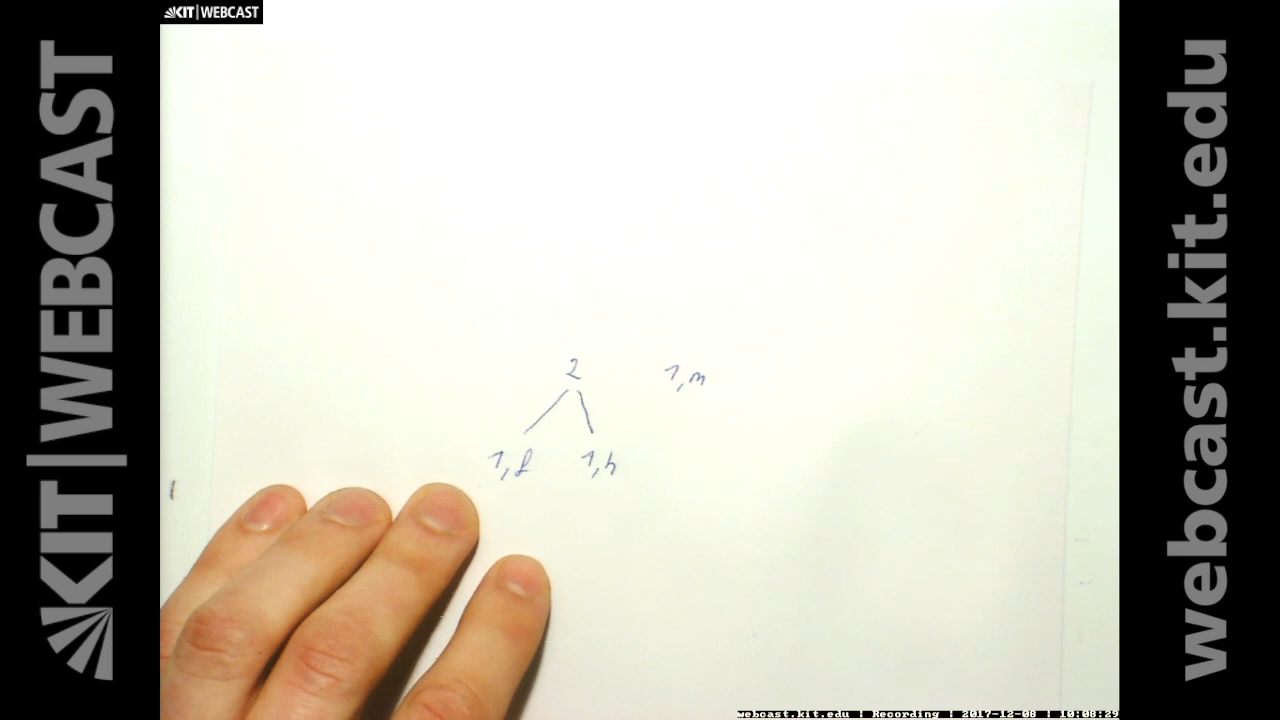 KIT|WEBCAST
KIT|WEBCAST
webcast.kit.edu
2
1,m
1,f 1,h
webcast.kit.edu | Recording | 2017-12-08 | 10:08:29